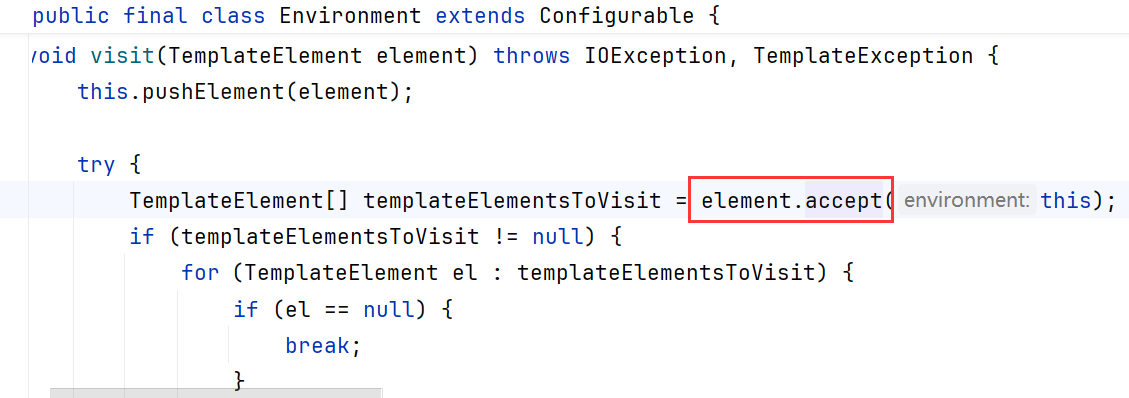 public final class Environment extends Configurable {
void visit(TemplateElement element) throws IOException, TemplateException {
this.pushElement(element);
try {
TemplateElement[] templateElementsToVisit = element.accept( environment: this);
if (templateElementsToVisit != null) {
for (TemplateElement el : templateElementsToVisit) {
if (el == null) {
break;
}